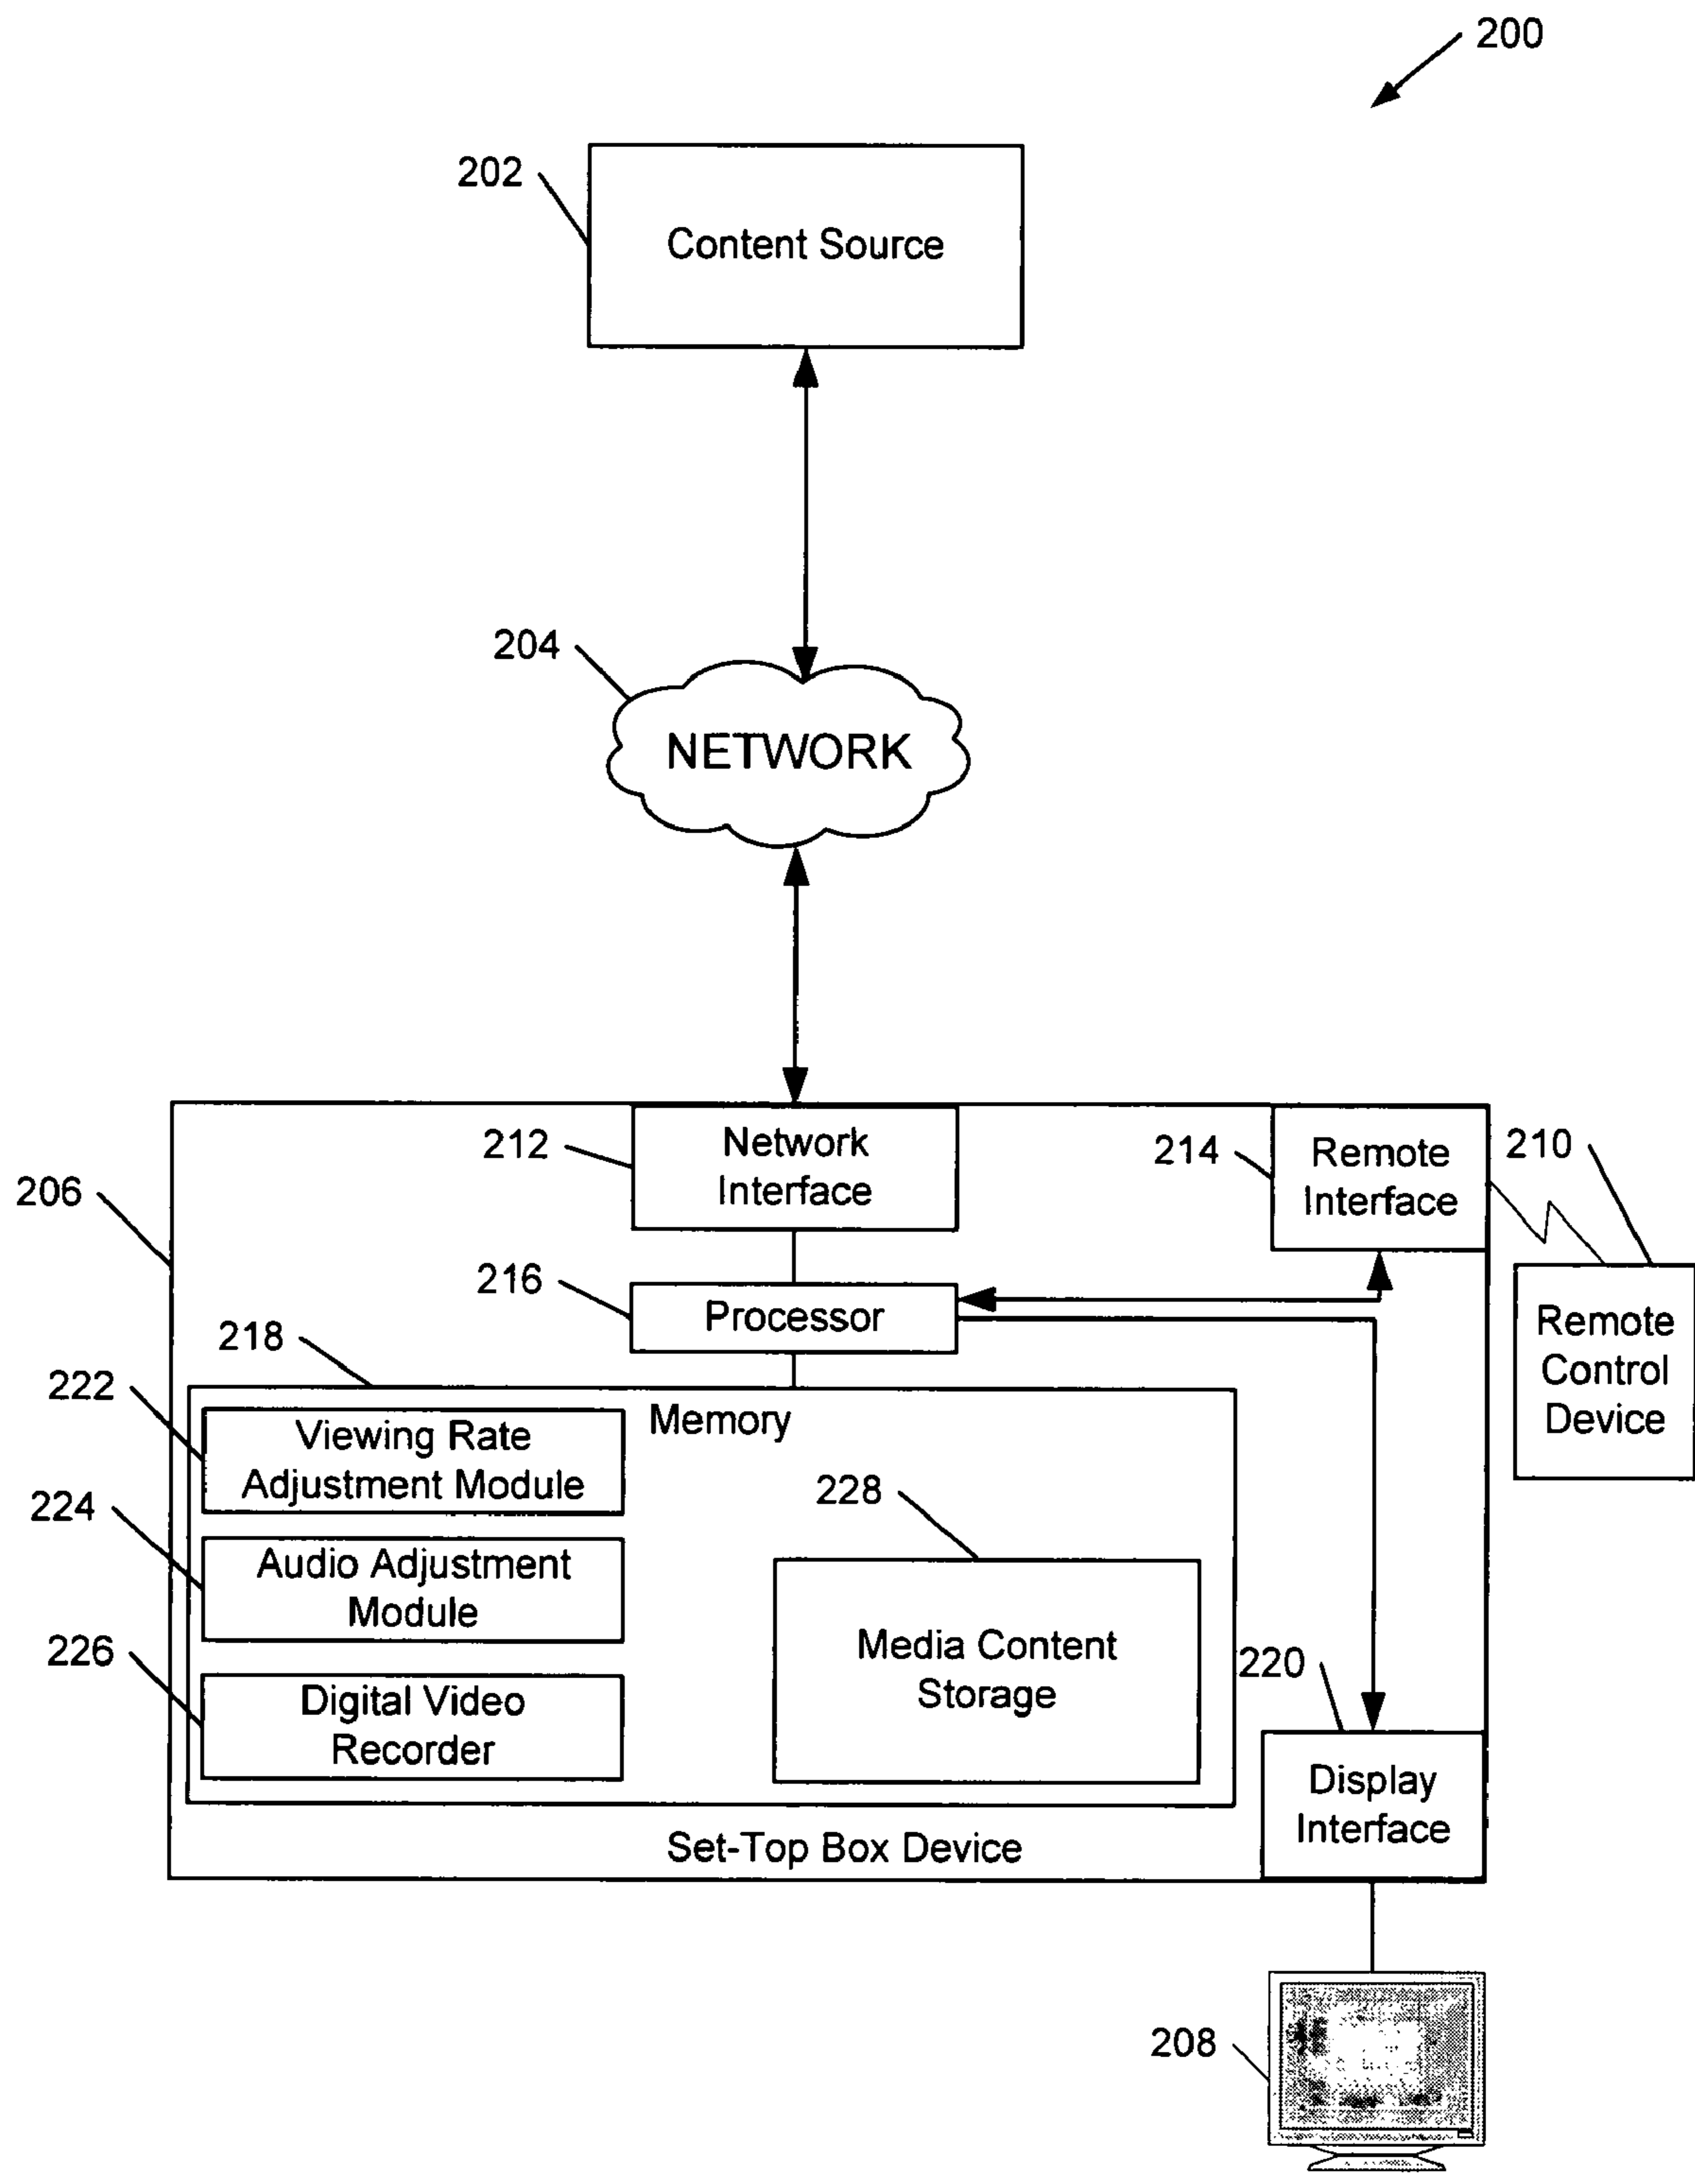 200
202
Content Source
204
NETWORK
206
212
Network
Interface
214
Remote
Interface
210
Remote
Control
Device
216
Processor
218
Memory
222
Viewing Rate
Adjustment Module
224
Audio Adjustment
Module
226
Digital Video
Recorder
228
Media Content
Storage
220
Display
Interface
Set-Top Box Device
208